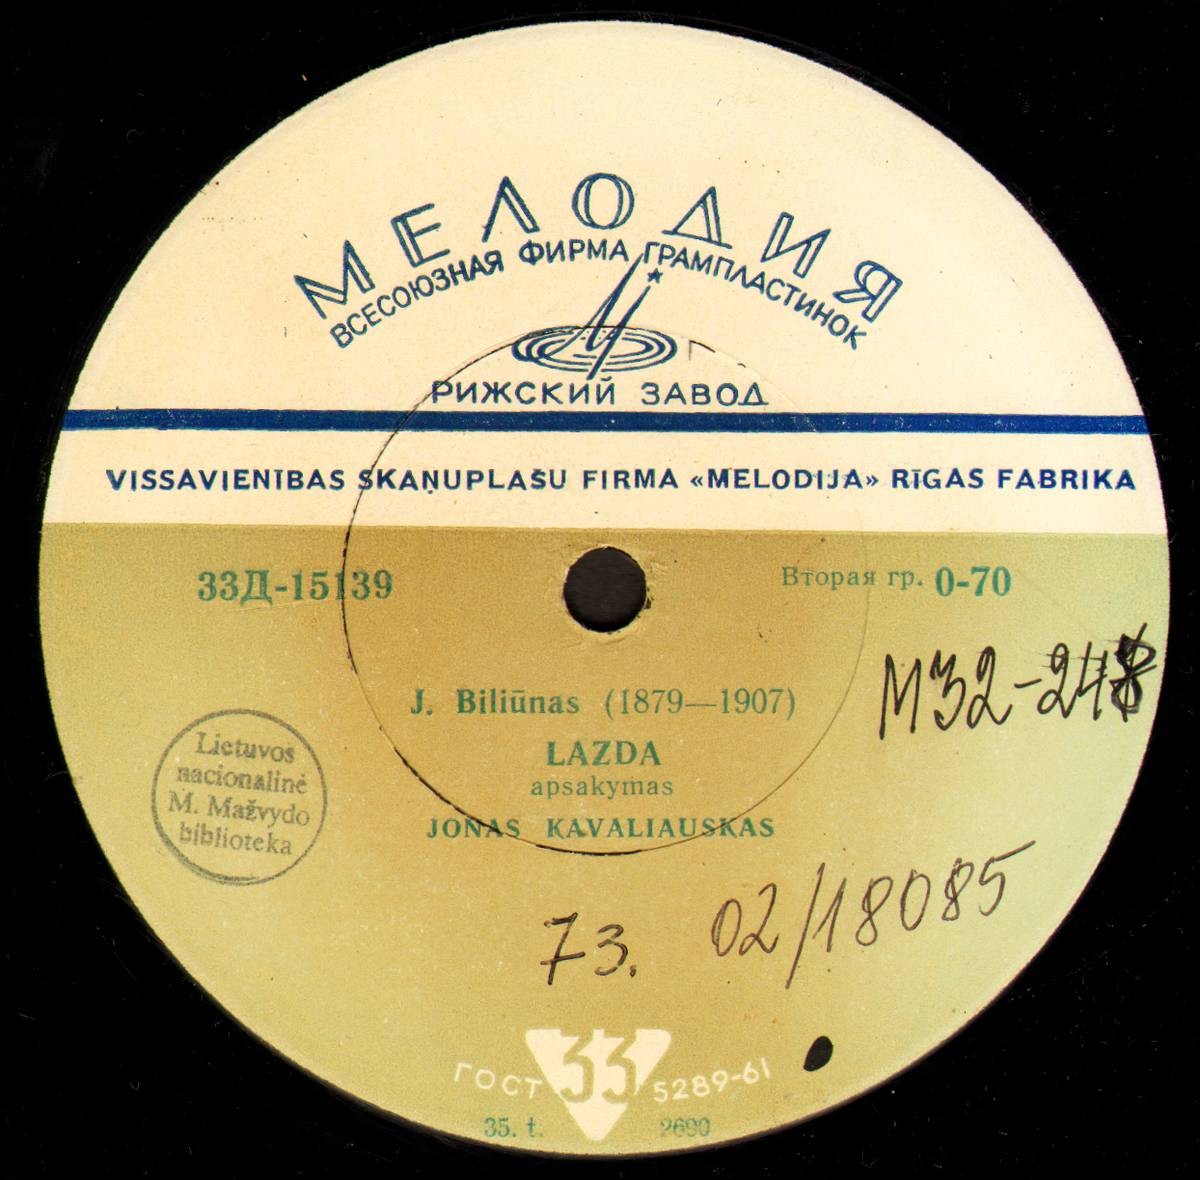 МЕЛОДИЯ
ВСЕСОЮЗНАЯ ФИРМА ГРАМПЛАСТИНОК
РИЖСКИЙ ЗАВОД
VISSAVIENĪBAS SKAŅUPLAŠU FIRMA «MELODIJA» RĪGAS FABRIKA
33Д-15139
Вторая гр. 0-70
M32-248
J. Biliūnas (1879—1907)
LAZDA
apsakymas
JONAS KAVALIAUSKAS
Lietuvos
nacionalinė
M. Mažvydo
biblioteka
73. 02/18085
ГОСТ 33 5289-61
35. t. 2690